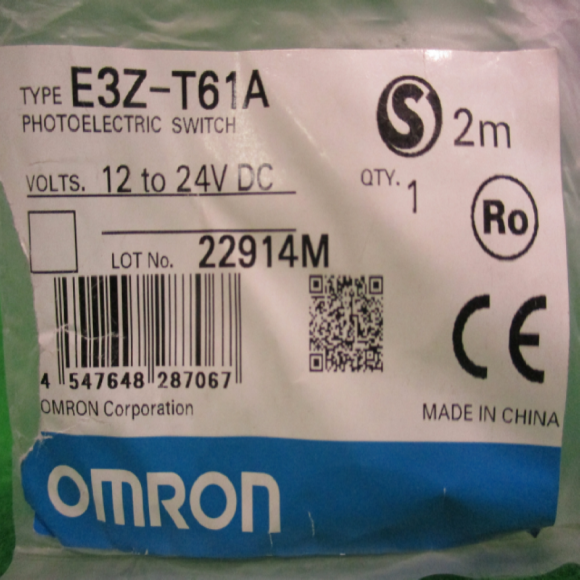 TYPE E3Z-T61A
PHOTOELECTRIC SWITCH
S 2m
VOLTS. 12 to 24V DC
QTY. 1
Ro
LOT No. 22914M
CE
4 547648 287067
OMRON Corporation
MADE IN CHINA
OMRON